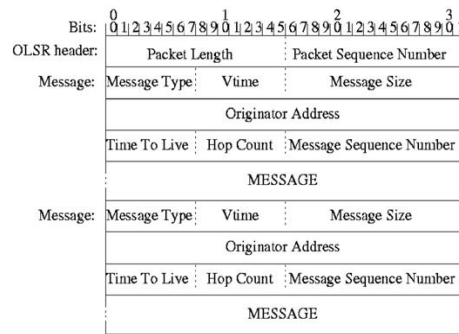 0 1 2 3
Bits: 0 1 2 3 4 5 6 7 8 9 0 1 2 3 4 5 6 7 8 9 0 1 2 3 4 5 6 7 8 9 0 1
OLSR header: Packet Length Packet Sequence Number
Message: Message Type Vtime Message Size
Originator Address
Time To Live Hop Count Message Sequence Number
MESSAGE
Message: Message Type Vtime Message Size
Originator Address
Time To Live Hop Count Message Sequence Number
MESSAGE